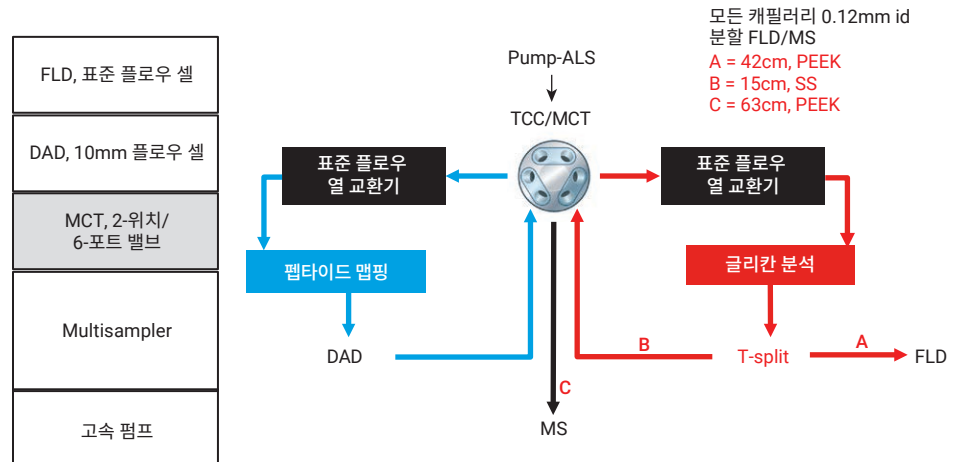 FLD, 표준 플로우 셀
DAD, 10mm 플로우 셀
MCT, 2-위치/
6-포트 밸브
Multisampler
고속 펌프
Pump-ALS
TCC/MCT
모든 캐필러리 0.12mm id
분할 FLD/MS
A = 42cm, PEEK
B = 15cm, SS
C = 63cm, PEEK
표준 플로우
열 교환기
표준 플로우
열 교환기
펩타이드 맵핑
글리칸 분석
DAD
B
T-split
A
FLD
C
MS